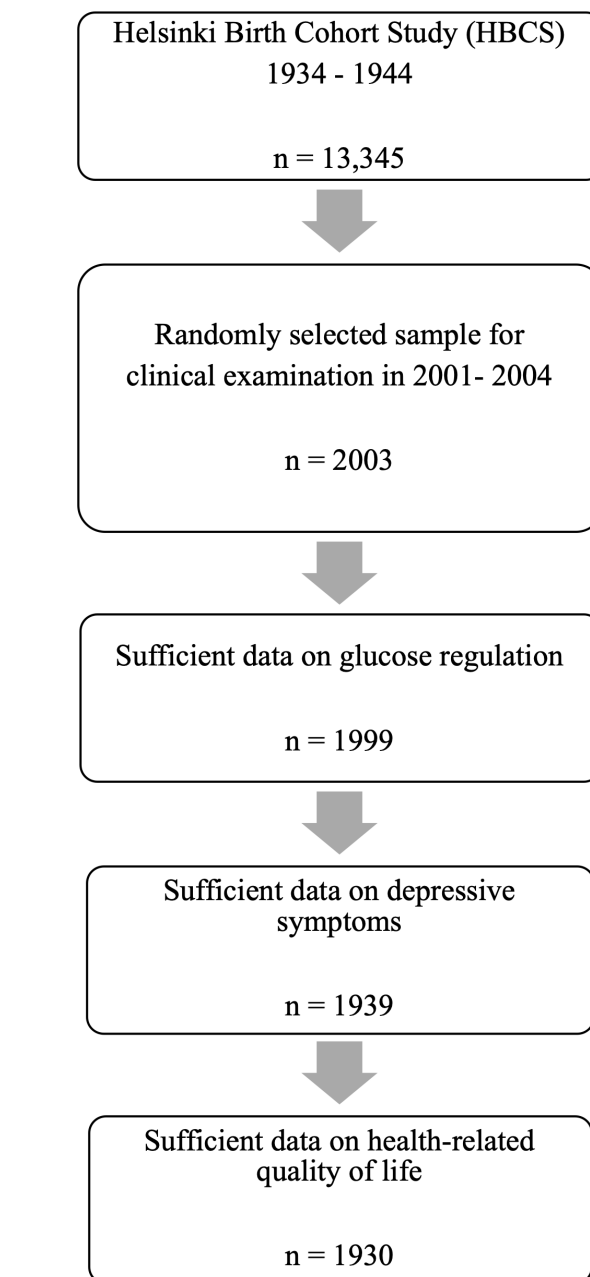 Helsinki Birth Cohort Study (HBCS)
1934 - 1944
n = 13,345
Randomly selected sample for
clinical examination in 2001- 2004
n = 2003
Sufficient data on glucose regulation
n = 1999
Sufficient data on depressive
symptoms
n = 1939
Sufficient data on health-related
quality of life
n = 1930